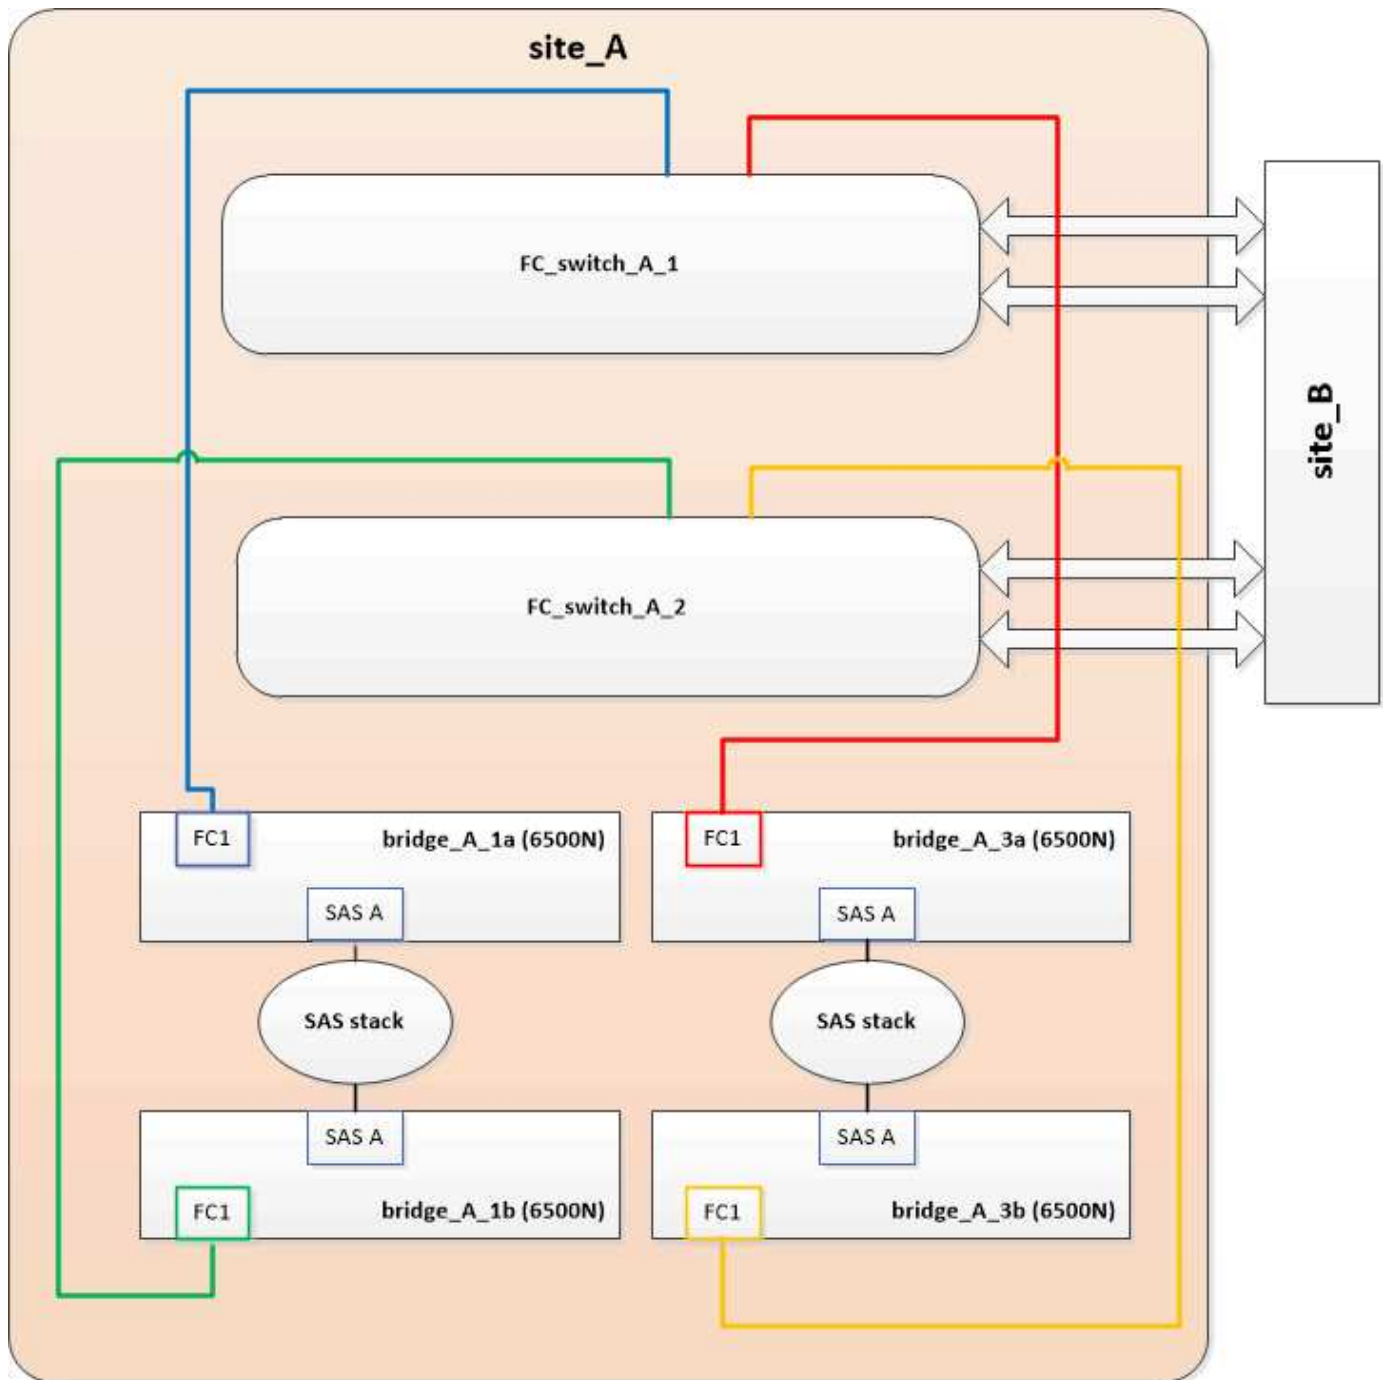 site_A
FC_switch_A_1
site_B
FC_switch_A_2
FC1
bridge_A_1a (6500N)
SAS A
FC1
bridge_A_3a (6500N)
SAS A
SAS stack
SAS stack
SAS A
FC1
bridge_A_1b (6500N)
SAS A
FC1
bridge_A_3b (6500N)